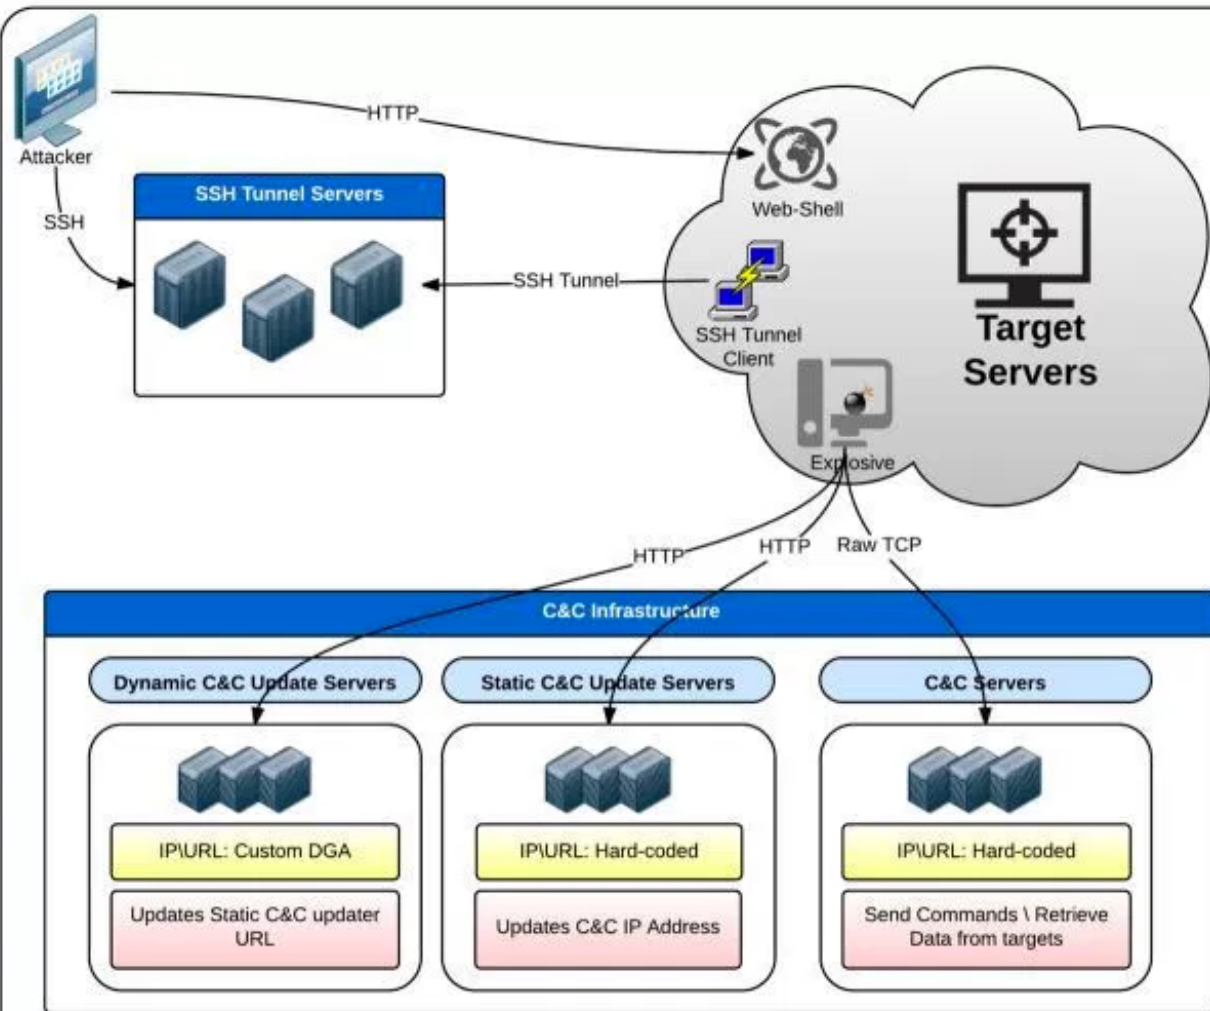 HTTP
Attacker
SSH Tunnel Servers
SSH
Web-Shell
SSH Tunnel
SSH Tunnel
Client
Target
Servers
Explosive
HTTP
HTTP
Raw TCP
C&C Infrastructure
Dynamic C&C Update Servers
Static C&C Update Servers
C&C Servers
IP\URL: Custom DGA
IP\URL: Hard-coded
IP\URL: Hard-coded
Updates Static C&C updater
URL
Updates C&C IP Address
Send Commands \ Retrieve
Data from targets